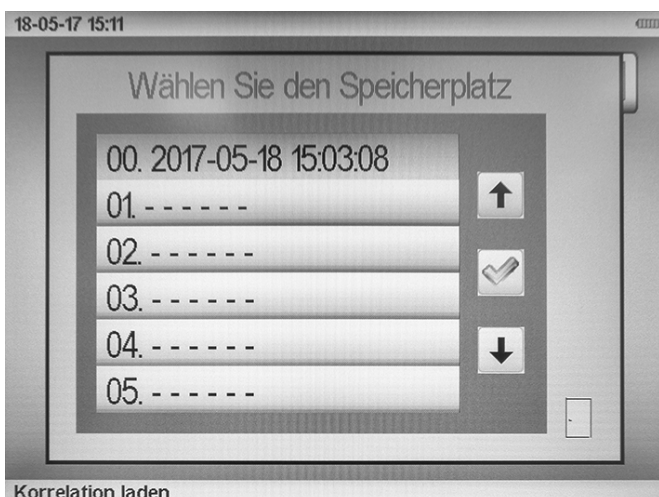 18-05-17 15:11
Wählen Sie den Speicherplatz
00. 2017-05-18 15:03:08
01. - - - - - -
02. - - - - - -
03. - - - - - -
04. - - - - - -
05. - - - - - -
Korrelation laden